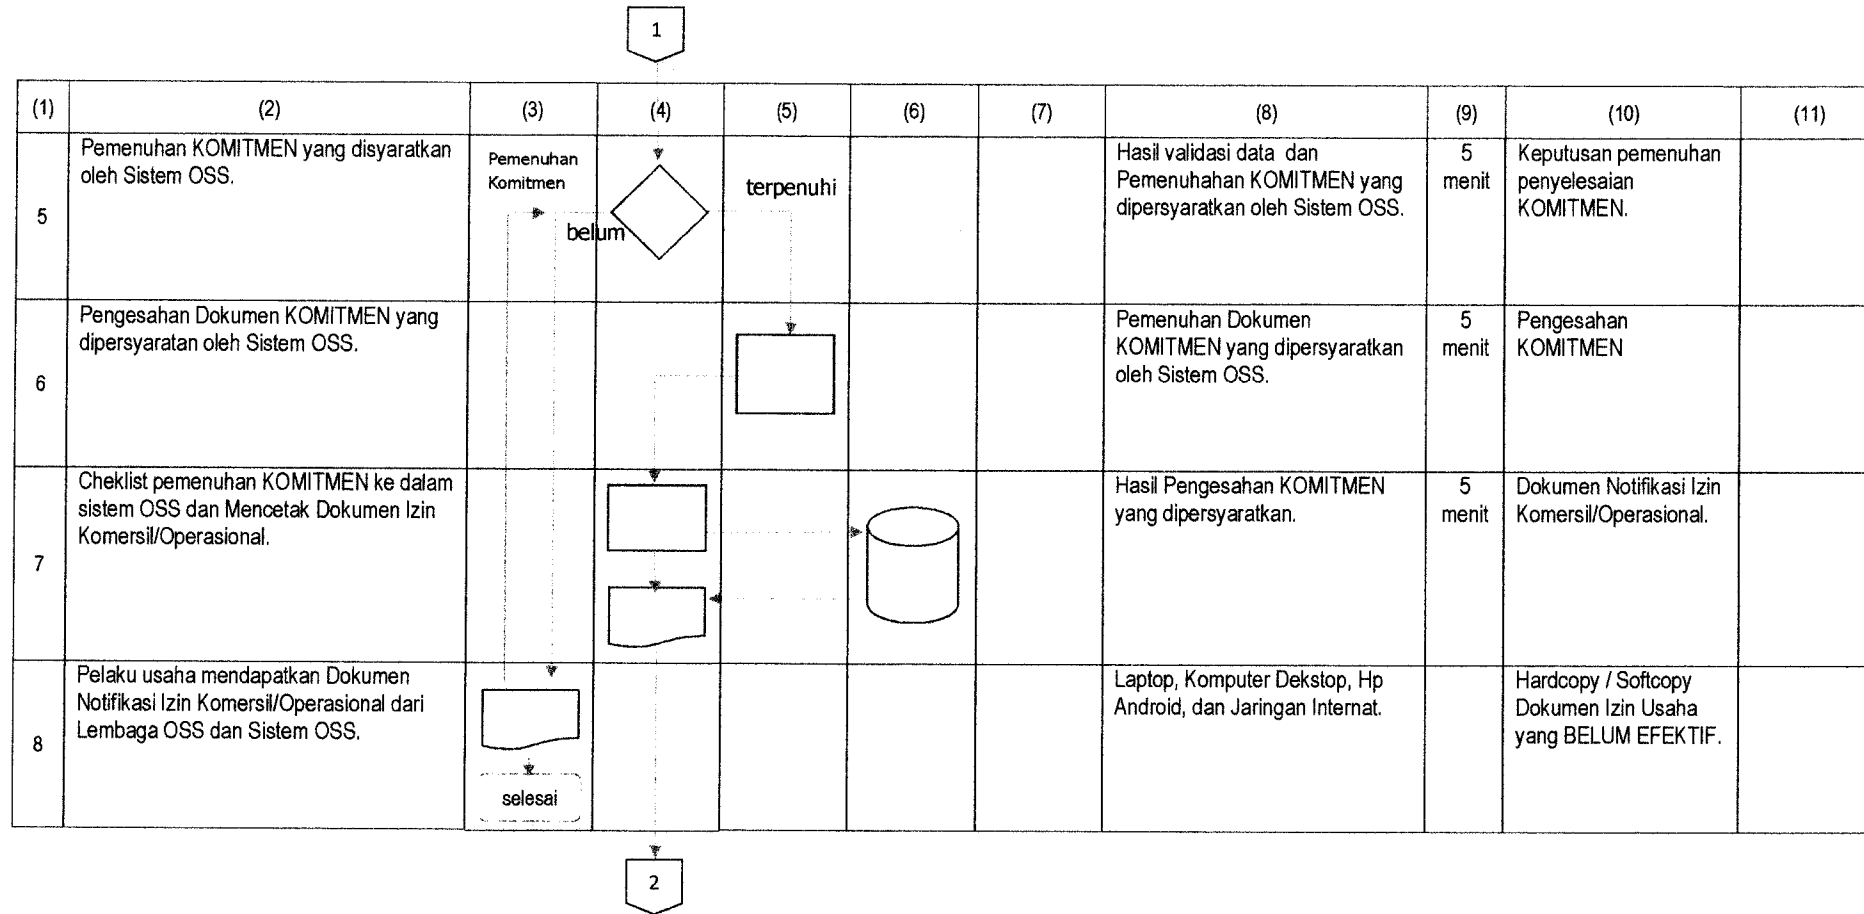 1
(1) (2) (3) (4) (5) (6) (7) (8) (9) (10) (11)
5
Pemenuhan KOMITMEN yang disyaratkan
oleh Sistem OSS.
Pemenuhan
Komitmen
belum
terpenuhi
Hasil validasi data dan
Pemenuhahan KOMITMEN yang
dipersyaratkan oleh Sistem OSS.
5
menit
Keputusan pemenuhan
penyelesaian
KOMITMEN.
6
Pengesahan Dokumen KOMITMEN yang
dipersyaratan oleh Sistem OSS.
Pemenuhan Dokumen
KOMITMEN yang dipersyaratkan
oleh Sistem OSS.
5
menit
Pengesahan
KOMITMEN
7
Cheklist pemenuhan KOMITMEN ke dalam
sistem OSS dan Mencetak Dokumen Izin
Komersil/Operasional.
Hasil Pengesahan KOMITMEN
yang dipersyaratkan.
5
menit
Dokumen Notifikasi Izin
Komersil/Operasional.
8
Pelaku usaha mendapatkan Dokumen
Notifikasi Izin Komersil/Operasional dari
Lembaga OSS dan Sistem OSS.
selesai
Laptop, Komputer Dekstop, Hp
Android, dan Jaringan Internat.
Hardcopy / Softcopy
Dokumen Izin Usaha
yang BELUM EFEKTIF.
2